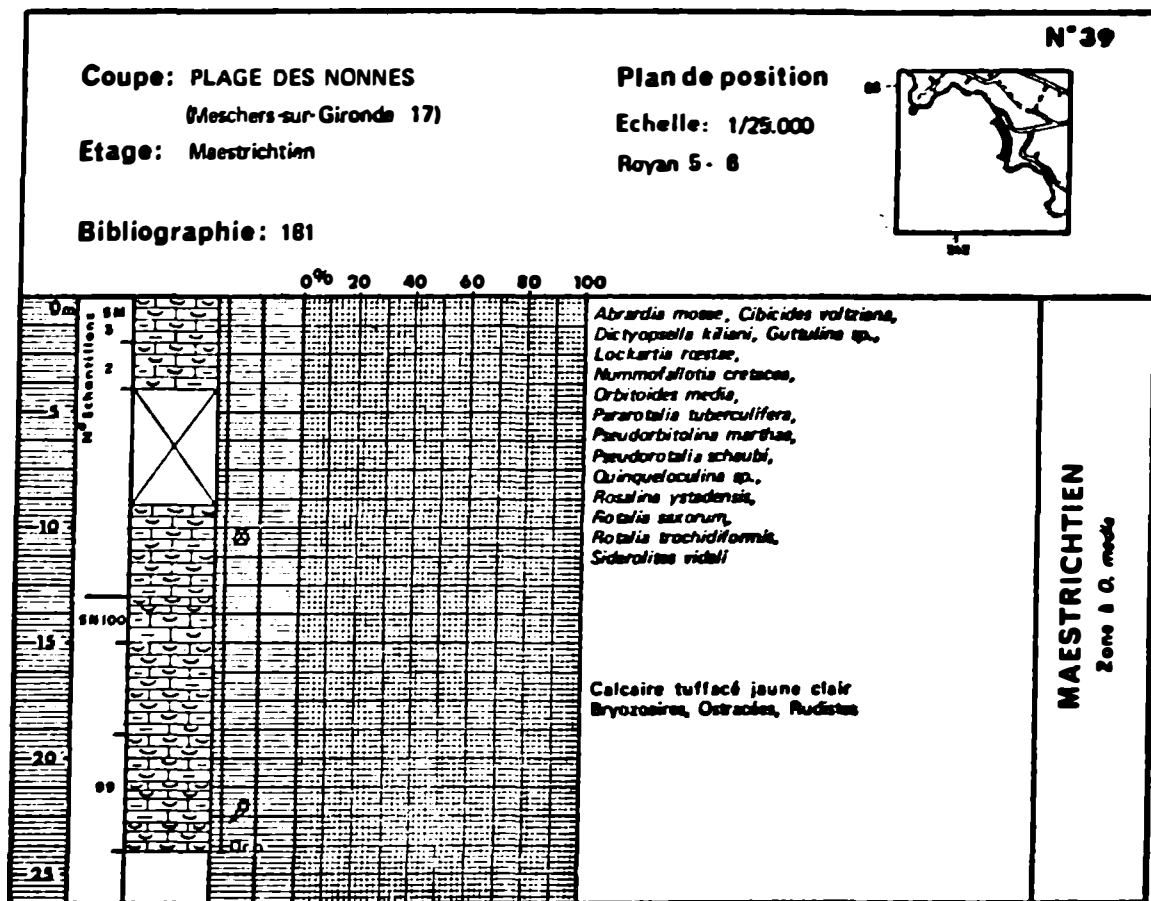 N°39
Coupe: PLAGE DES NONNES
(Meschers-sur-Gironde 17)
Etage: Maestrichtien
Bibliographie: 181
Plan de position
Echelle: 1/25.000
Royan 5 - 6
0% 20 40 60 80 100
0m
5
10
15
20
25
N° Echantillons
SN
3
2
SN 100
99
Abrardia mosae, Cibicides voltziana,
Dictyopsella kiliani, Guttulina sp.,
Lockartia roestae,
Nummofallotia cretacea,
Orbitoides media,
Pararotalia tuberculifera,
Pseudorbitolina marthae,
Pseudorotalia schaubi,
Quinqueloculina sp.,
Rosalina ystadensis,
Rotalia saxorum,
Rotalia trochidiformis,
Siderolites vidali
Calcaire tuffacé jaune clair
Bryozoaires, Ostracées, Rudistes
MAESTRICHTIEN
Zone à O. media